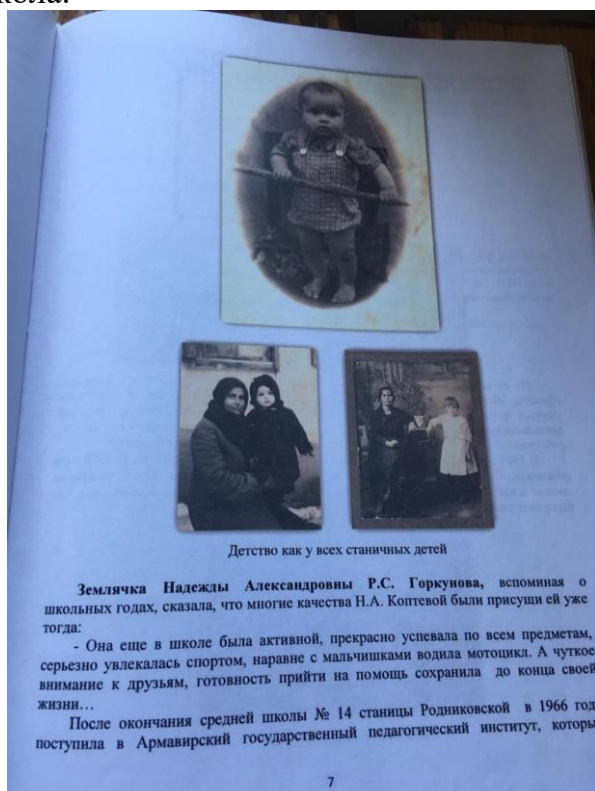 кола.
Детство как у всех станичных детей
Землячка Надежды Александровны Р.С. Горкунова, вспоминая о
школьных годах, сказала, что многие качества Н.А. Коптевой были присущи ей уже
тогда:
- Она еще в школе была активной, прекрасно успевала по всем предметам,
серьезно увлекалась спортом, наравне с мальчишками водила мотоцикл. А чуткое
внимание к друзьям, готовность прийти на помощь сохранила до конца своей
жизни…
После окончания средней школы № 14 станицы Родниковской в 1966 год
поступила в Армавирский государственный педагогический институт, которы
7